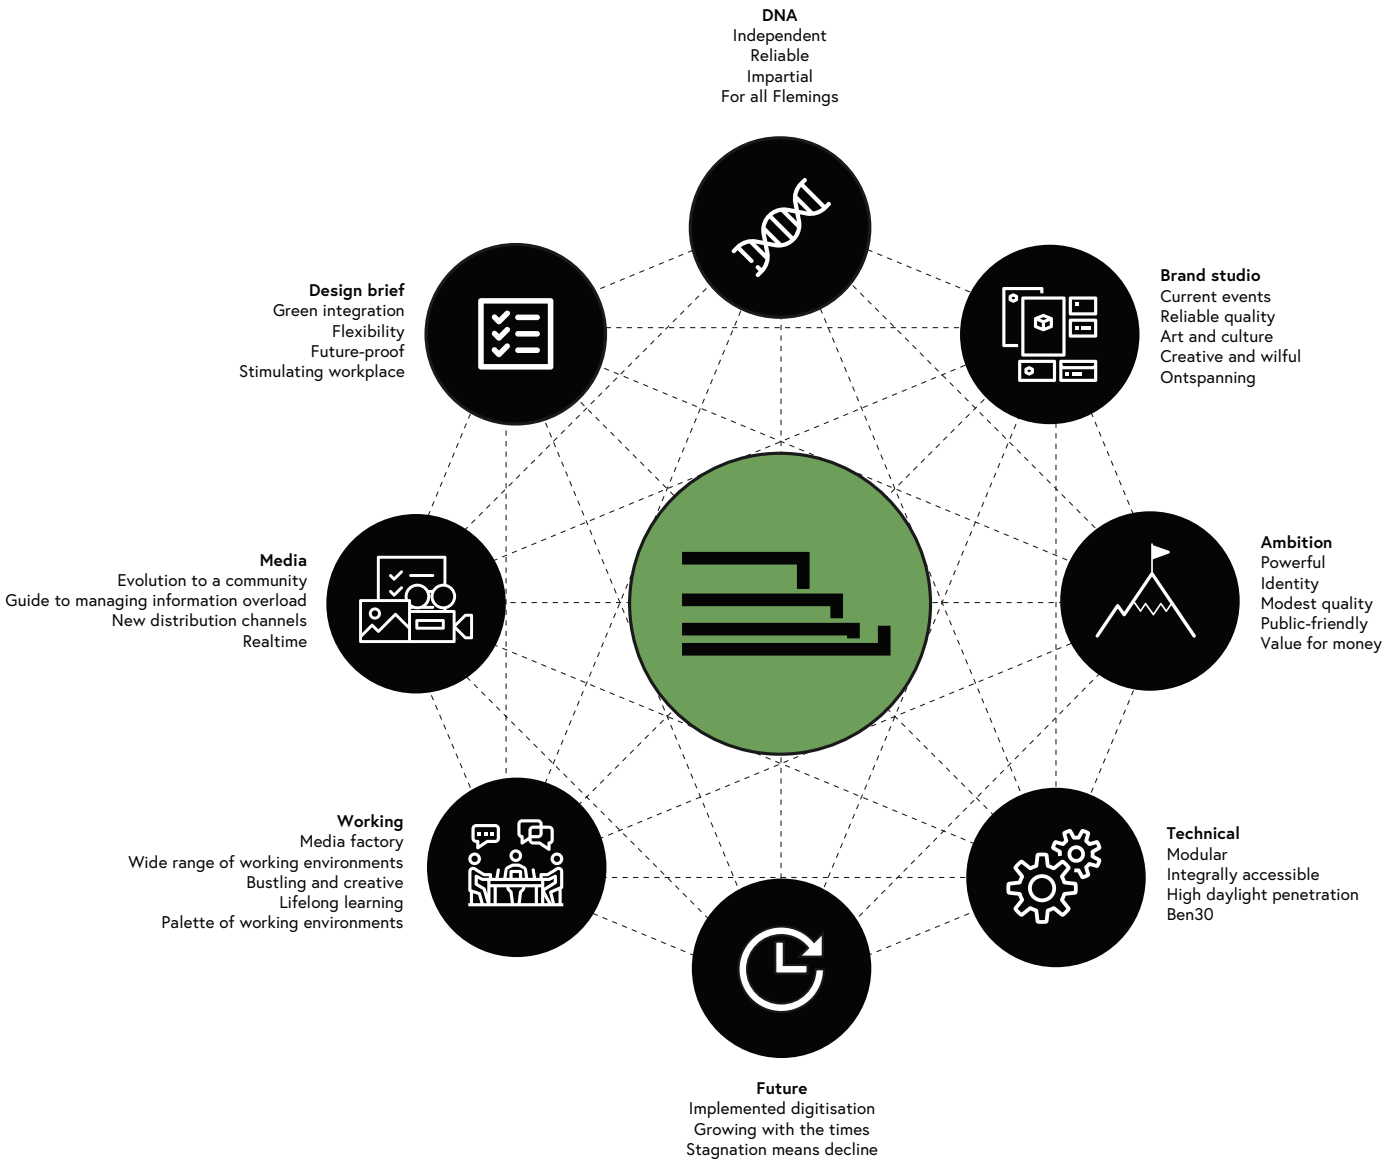 DNA
Independent
Reliable
Impartial
For all Flemings
Brand studio
Current events
Reliable quality
Art and culture
Creative and wilful
Ontspanning
Ambition
Powerful
Identity
Modest quality
Public-friendly
Value for money
Technical
Modular
Integrally accessible
High daylight penetration
Ben30
Future
Implemented digitisation
Growing with the times
Stagnation means decline
Working
Media factory
Wide range of working environments
Bustling and creative
Lifelong learning
Palette of working environments
Media
Evolution to a community
Guide to managing information overload
New distribution channels
Realtime
Design brief
Green integration
Flexibility
Future-proof
Stimulating workplace